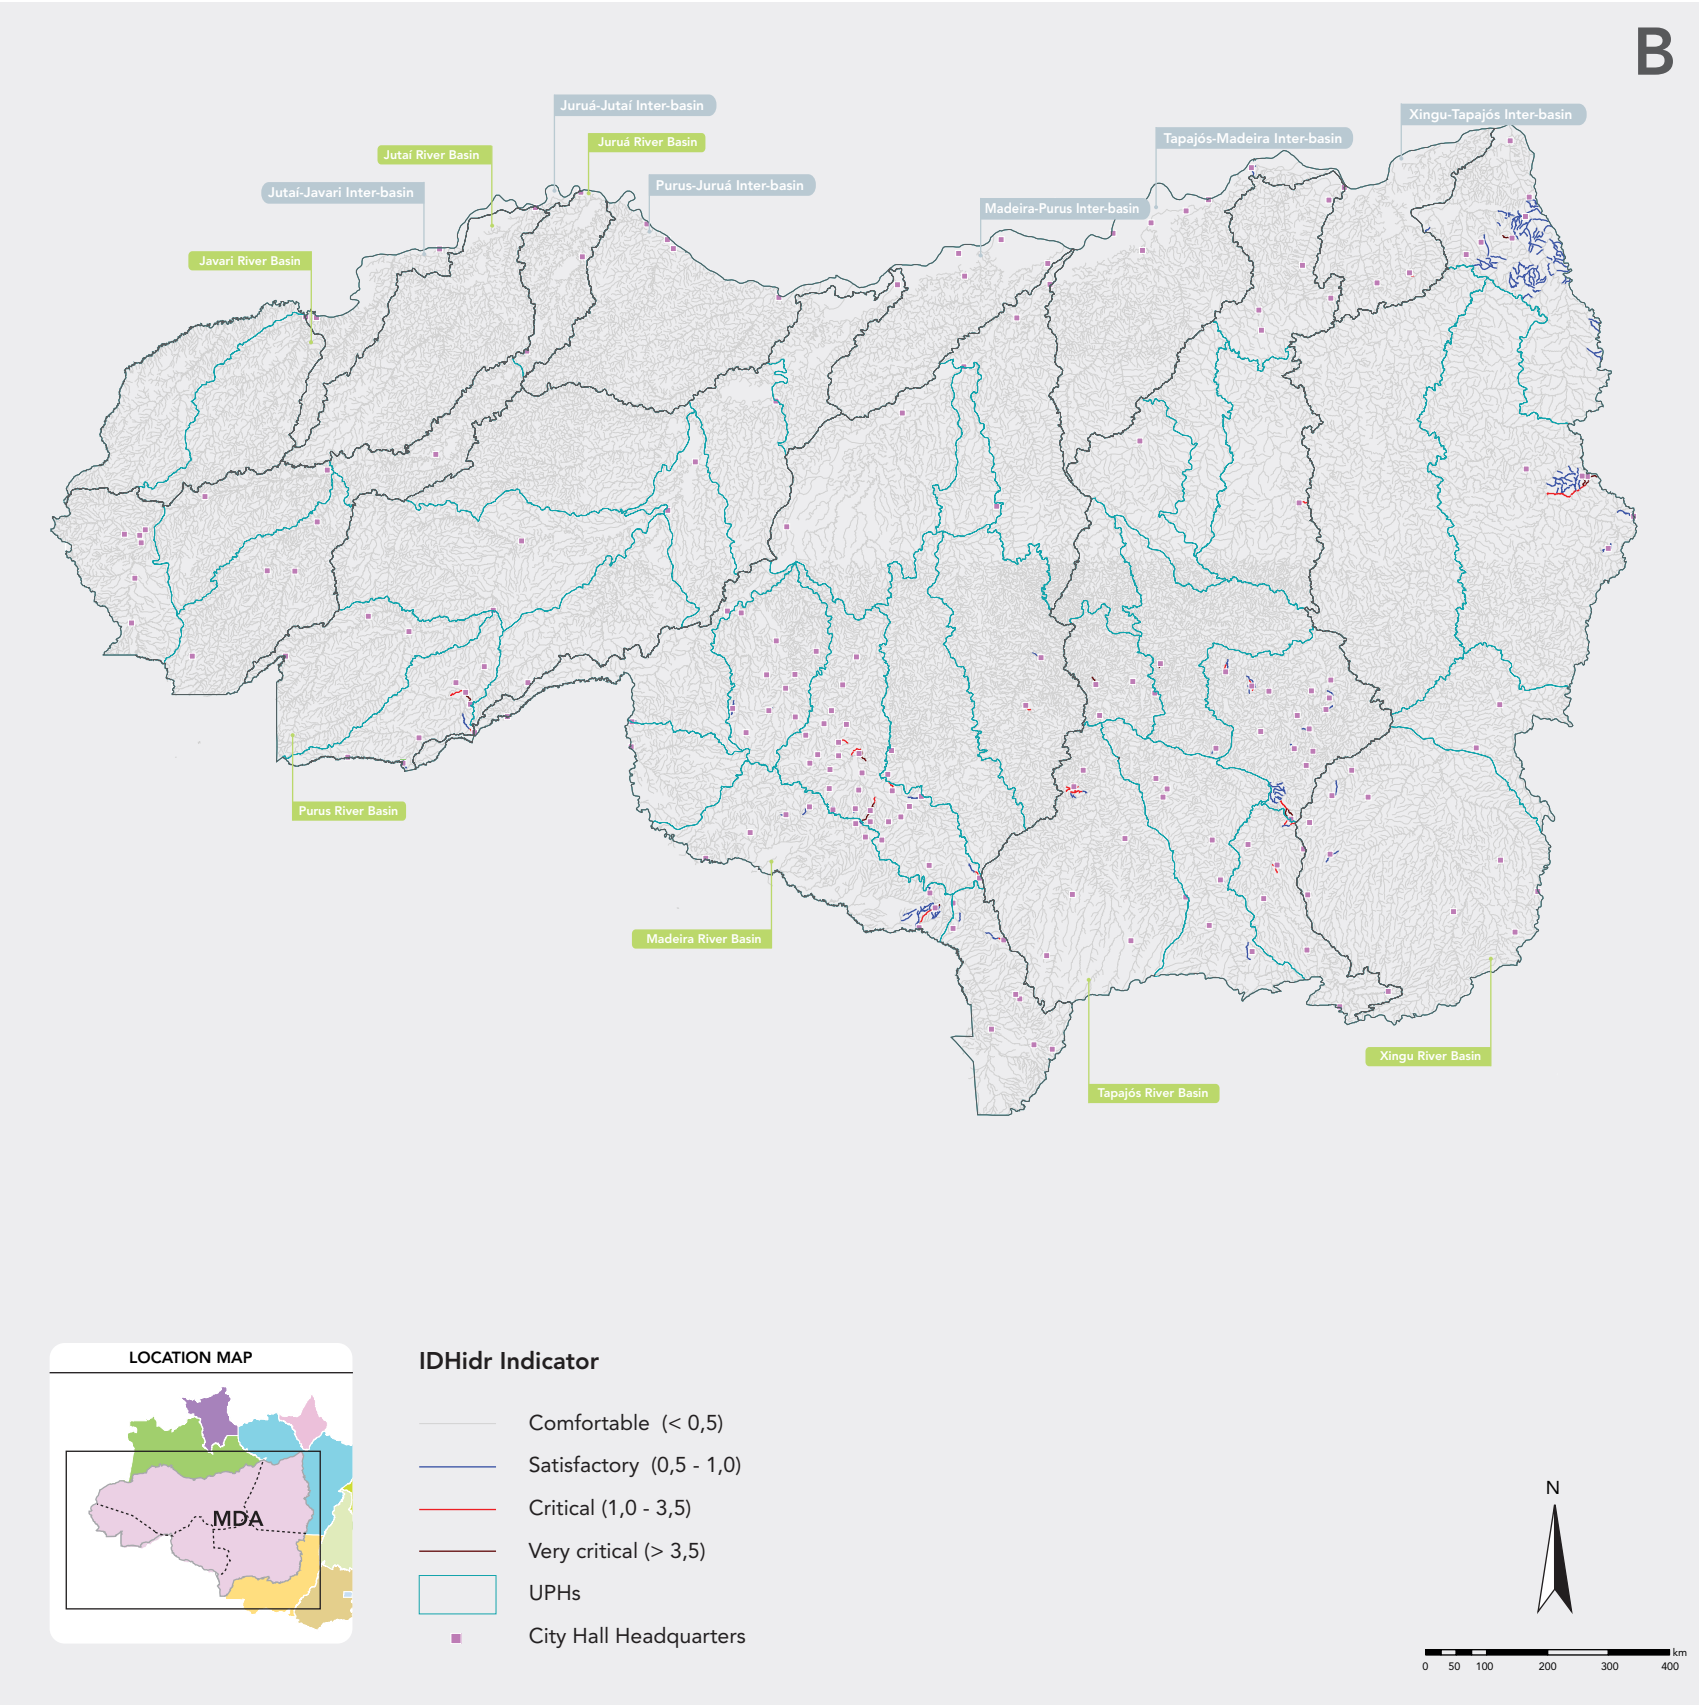 B
Juruá-Jutaí Inter-basin
Xingu-Tapajós Inter-basin
Juruá River Basin
Tapajós-Madeira Inter-basin
Jutaí River Basin
Purus-Juruá Inter-basin
Jutaí-Javari Inter-basin
Madeira-Purus Inter-basin
Javari River Basin
Purus River Basin
Madeira River Basin
Xingu River Basin
Tapajós River Basin
LOCATION MAP
MDA
IDHidr Indicator
Comfortable (< 0,5)
Satisfactory (0,5 - 1,0)
Critical (1,0 - 3,5)
Very critical (> 3,5)
UPHs
City Hall Headquarters
N
km
0 50 100 200 300 400